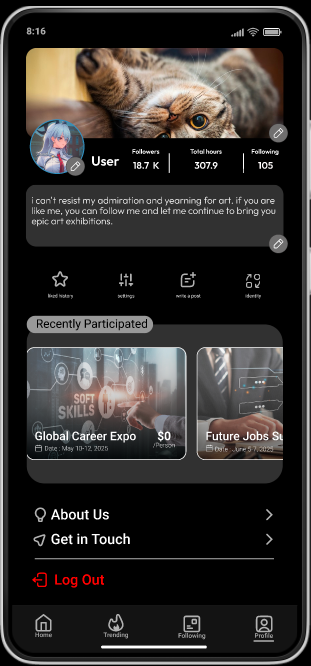 8:16
User
Followers
18.7 K
Total hours
307.9
Following
105
i can't resist my admiration and yearning for art. if you are
like me, you can follow me and let me continue to bring you
epic art exhibitions.
liked history
settings
write a post
identity
Recently Participated
SOFT
SKILLS
Global Career Expo
$0
Date : May 10-12, 2025
/Person
Future Jobs Su
Date : June 5-7, 2025
About Us
Get in Touch
Log Out
Home
Trending
Following
Profile